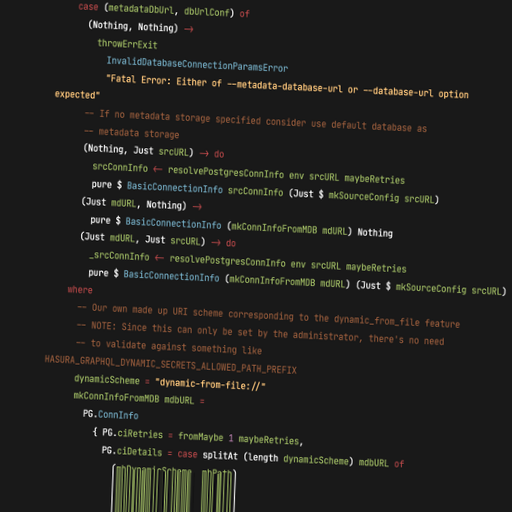 case (metadataDbUrl, dbUrlConf) of
(Nothing, Nothing) ->
throwErrExit
InvalidDatabaseConnectionParamsError
"Fatal Error: Either of --metadata-database-url or --database-url option
expected"
-- If no metadata storage specified consider use default database as
-- metadata storage
(Nothing, Just srcURL) -> do
srcConnInfo <- resolvePostgresConnInfo env srcURL maybeRetries
pure $ BasicConnectionInfo srcConnInfo (Just $ mkSourceConfig srcURL)
(Just mdURL, Nothing) ->
pure $ BasicConnectionInfo (mkConnInfoFromMDB mdURL) Nothing
(Just mdURL, Just srcURL) -> do
_srcConnInfo <- resolvePostgresConnInfo env srcURL maybeRetries
pure $ BasicConnectionInfo (mkConnInfoFromMDB mdURL) (Just $ mkSourceConfig srcURL)
where
-- Our own made up URI scheme corresponding to the dynamic_from_file feature
-- NOTE: Since this can only be set by the administrator, there's no need
-- to validate against something like
HASURA_GRAPHQL_DYNAMIC_SECRETS_ALLOWED_PATH_PREFIX
dynamicScheme = "dynamic-from-file://"
mkConnInfoFromMDB mdbURL =
PG.ConnInfo
{ PG.ciRetries = fromMaybe 1 maybeRetries,
PG.ciDetails = case splitAt (length dynamicScheme) mdbURL of